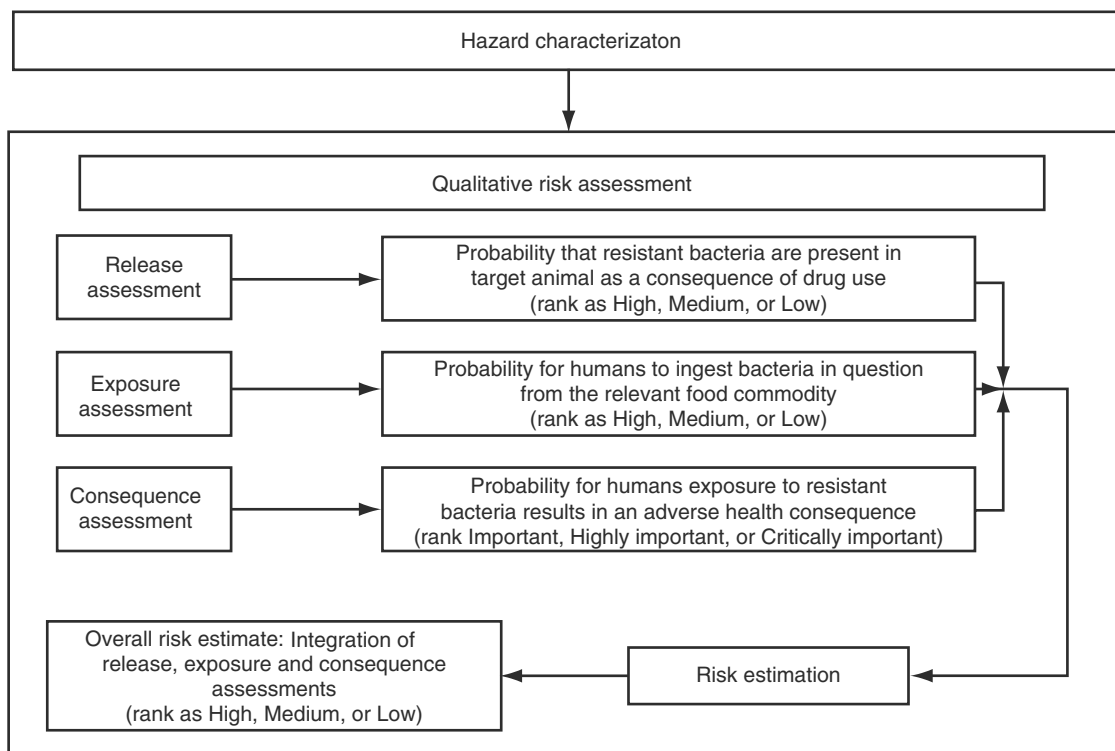 Hazard characterizaton
Qualitative risk assessment
Release
assessment
Probability that resistant bacteria are present in
target animal as a consequence of drug use
(rank as High, Medium, or Low)
Exposure
assessment
Probability for humans to ingest bacteria in question
from the relevant food commodity
(rank as High, Medium, or Low)
Consequence
assessment
Probability for humans exposure to resistant
bacteria results in an adverse health consequence
(rank Important, Highly important, or Critically important)
Overall risk estimate: Integration of
release, exposure and consequence
assessments
(rank as High, Medium, or Low)
Risk estimation